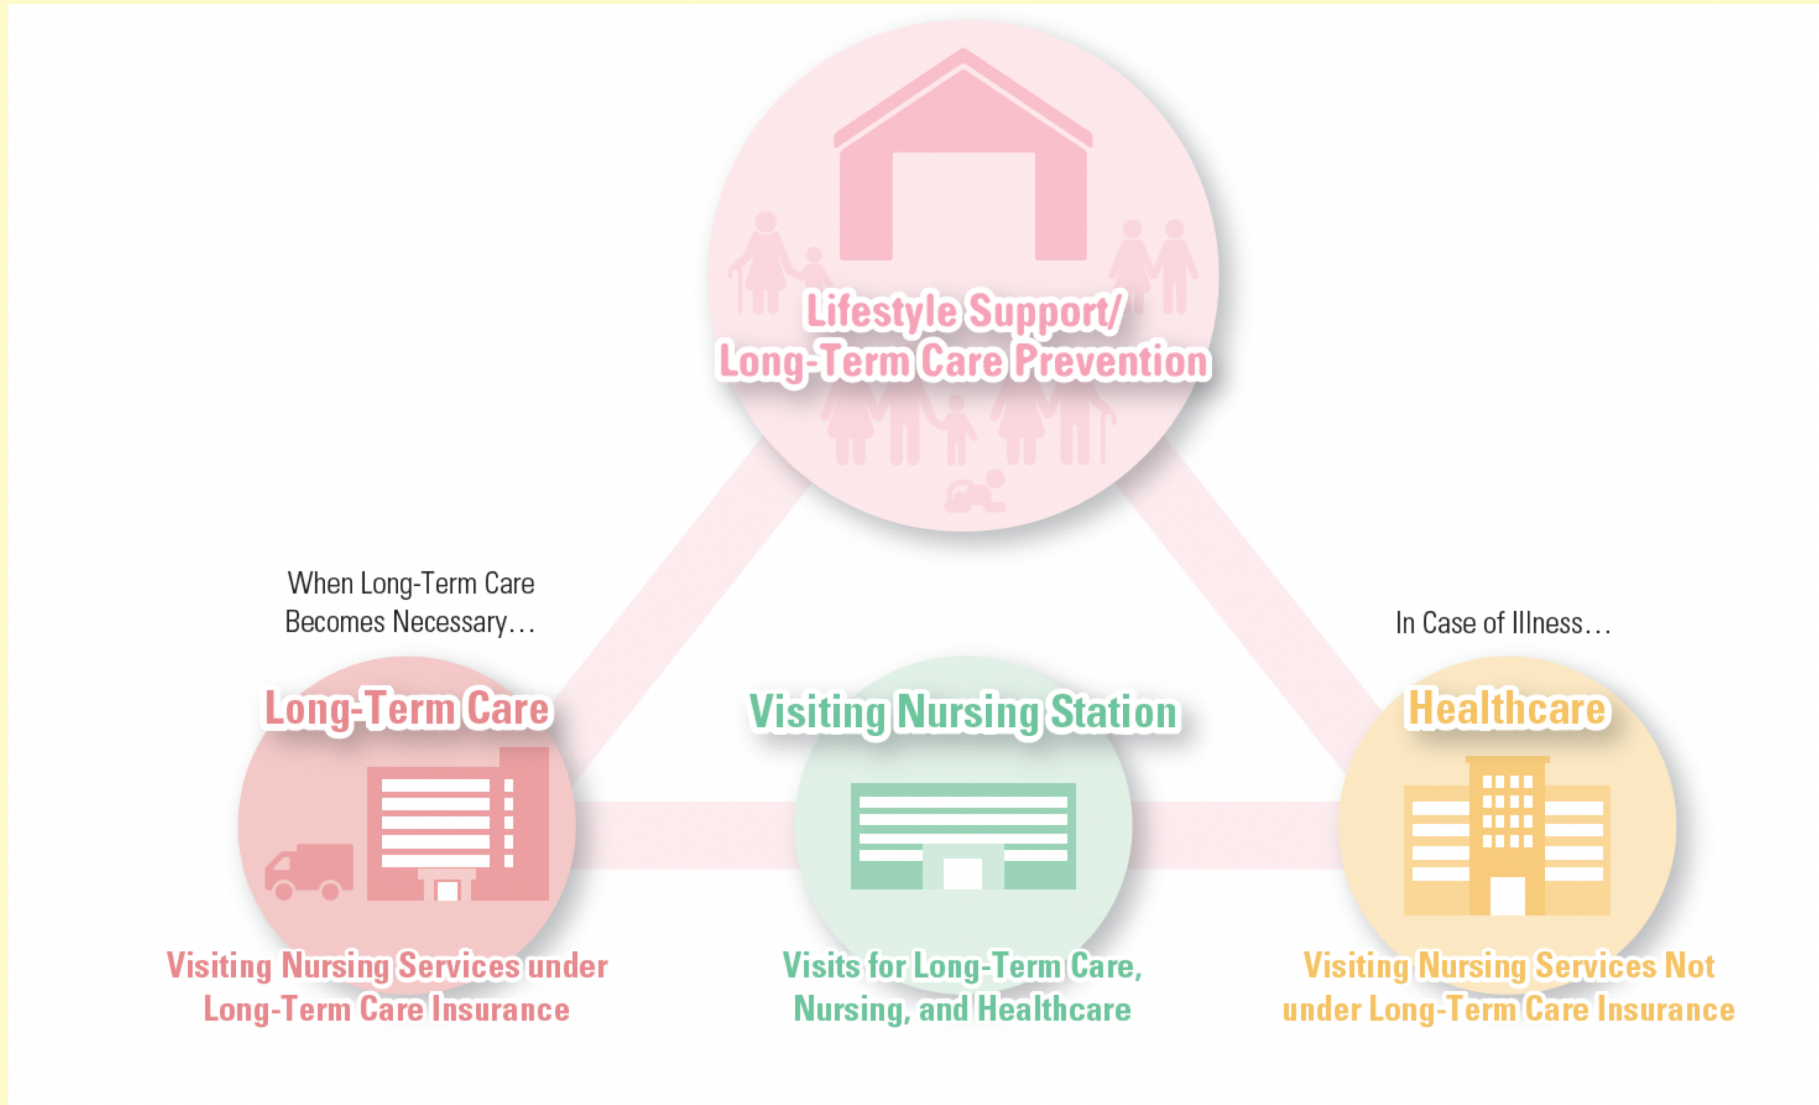 Lifestyle Support/
Long-Term Care Prevention
When Long-Term Care
Becomes Necessary…
In Case of Illness…
Long-Term Care
Visiting Nursing Station
Healthcare
Visiting Nursing Services under
Long-Term Care Insurance
Visits for Long-Term Care,
Nursing, and Healthcare
Visiting Nursing Services Not
under Long-Term Care Insurance